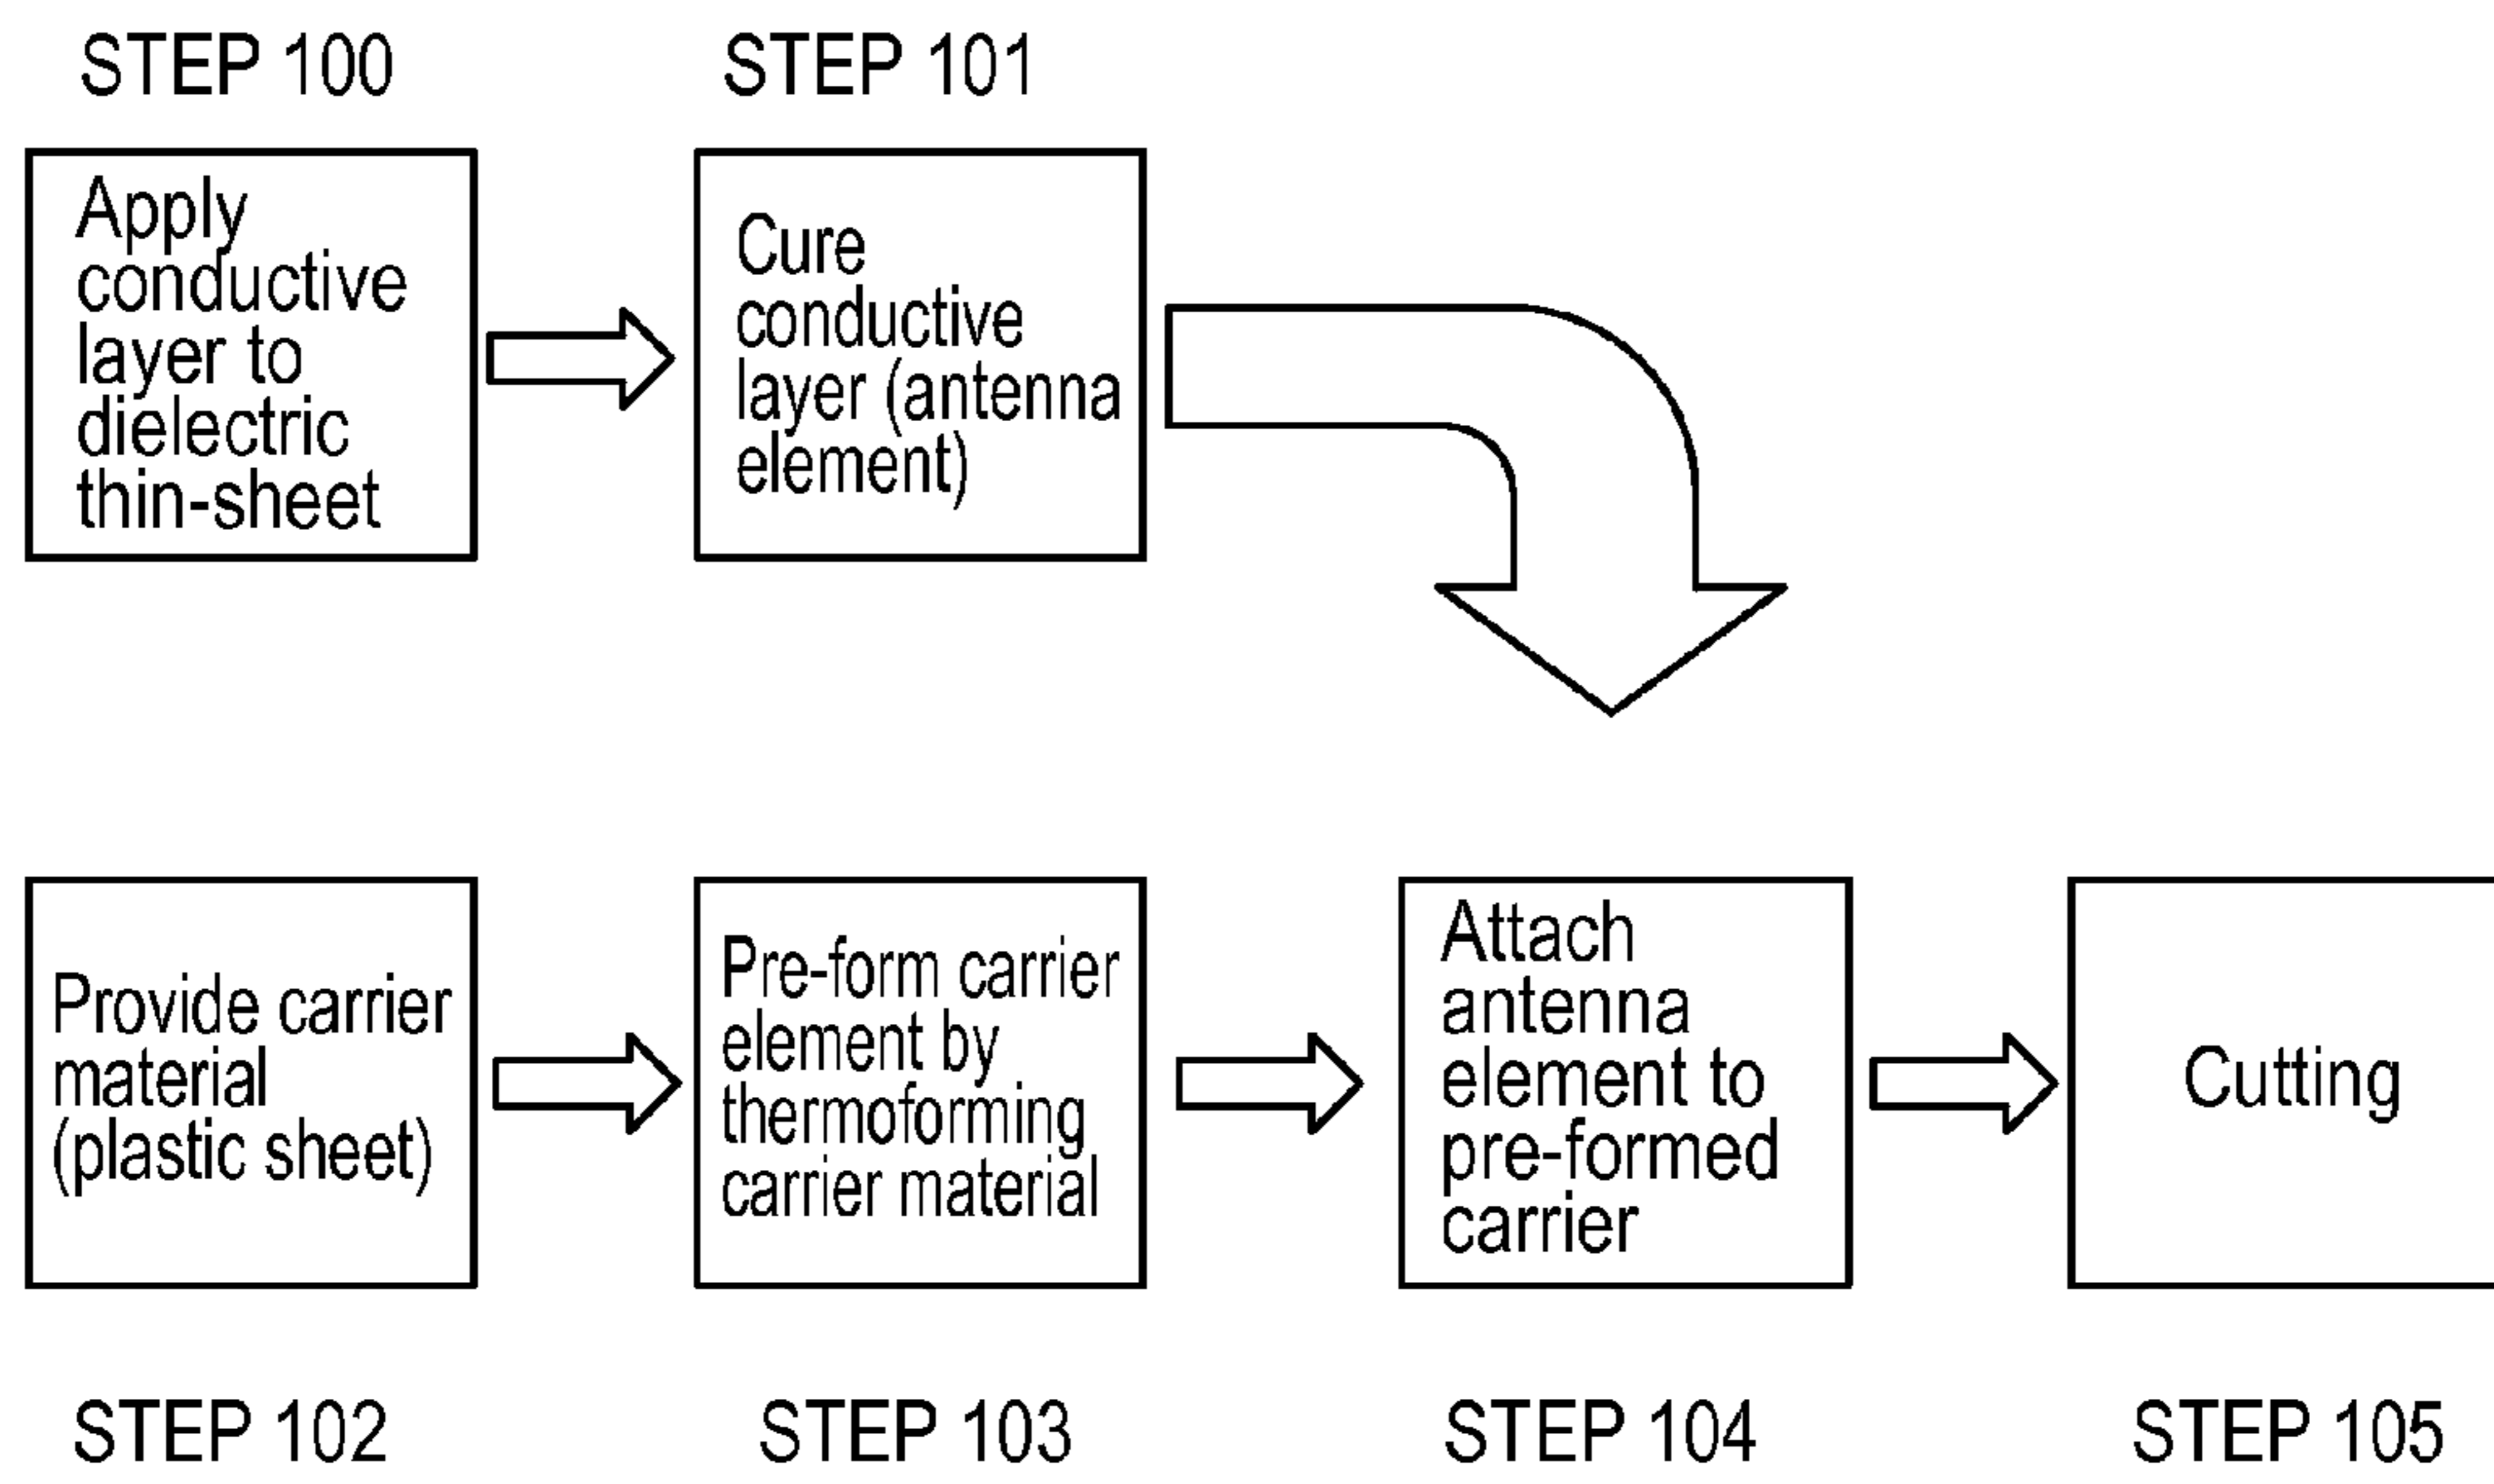 STEP 100
STEP 101
Apply
conductive
layer to
dielectric
thin-sheet
Cure
conductive
layer (antenna
element)
Provide carrier
material
(plastic sheet)
Pre-form carrier
element by
thermoforming
carrier material
Attach
antenna
element to
pre-formed
carrier
Cutting
STEP 102
STEP 103
STEP 104
STEP 105